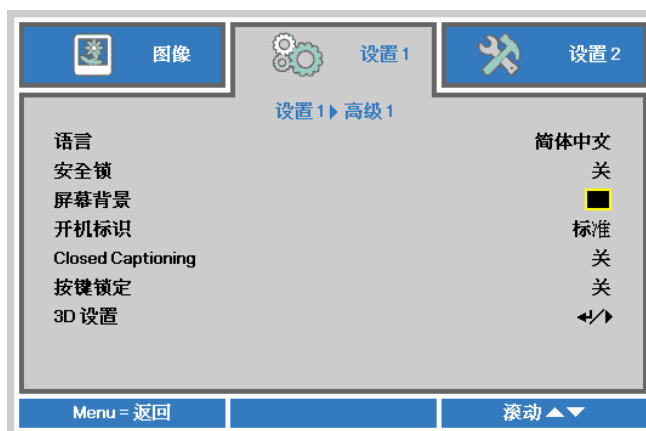 图像 设置 1 设置 2
设置 1 高级 1
语言 简体中文
安全锁 关
屏幕背景
开机标识 标准
Closed Captioning 关
按键锁定 关
3D 设置 /
Menu = 返回 滚动